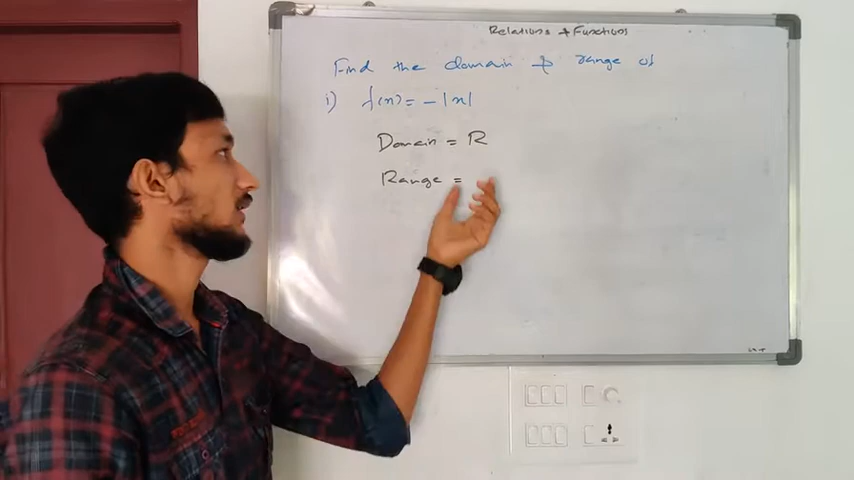 Relations & Functions
Find the domain & range of
i) f(x) = -|x|
Domain = R
Range =